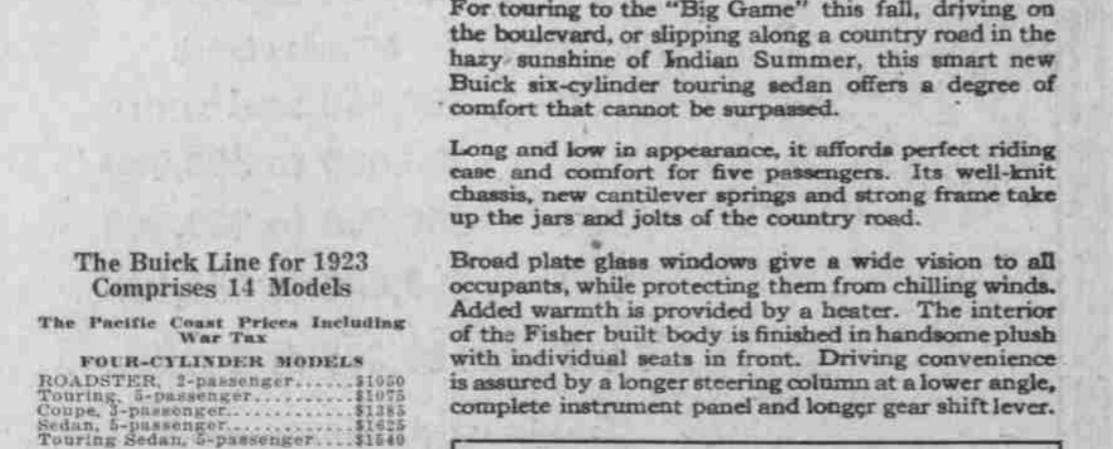 For touring to the "Big Game" this fall, driving on
the boulevard, or slipping along a country road in the
hazy sunshine of Indian Summer, this smart new
Buick six-cylinder touring sedan offers a degree of
comfort that cannot be surpassed.
Long and low in appearance, it affords perfect riding
ease and comfort for five passengers. Its well-knit
chassis, new cantilever springs and strong frame take
up the jars and jolts of the country road.
Broad plate glass windows give a wide vision to all
occupants, while protecting them from chilling winds.
Added warmth is provided by a heater. The interior
of the Fisher built body is finished in handsome plush
with individual seats in front. Driving convenience
is assured by a longer steering column at a lower angle,
complete instrument panel and longer gear shift lever.
The Buick Line for 1923
Comprises 14 Models
The Pacific Coast Prices Including
War Tax
FOUR-CYLINDER MODELS
ROADSTER, 2-passenger......$1050
Touring, 5-passenger..........$1075
Coupe, 3-passenger............$1385
Sedan, 5-passenger............$1625
Touring Sedan, 5-passenger....$1540